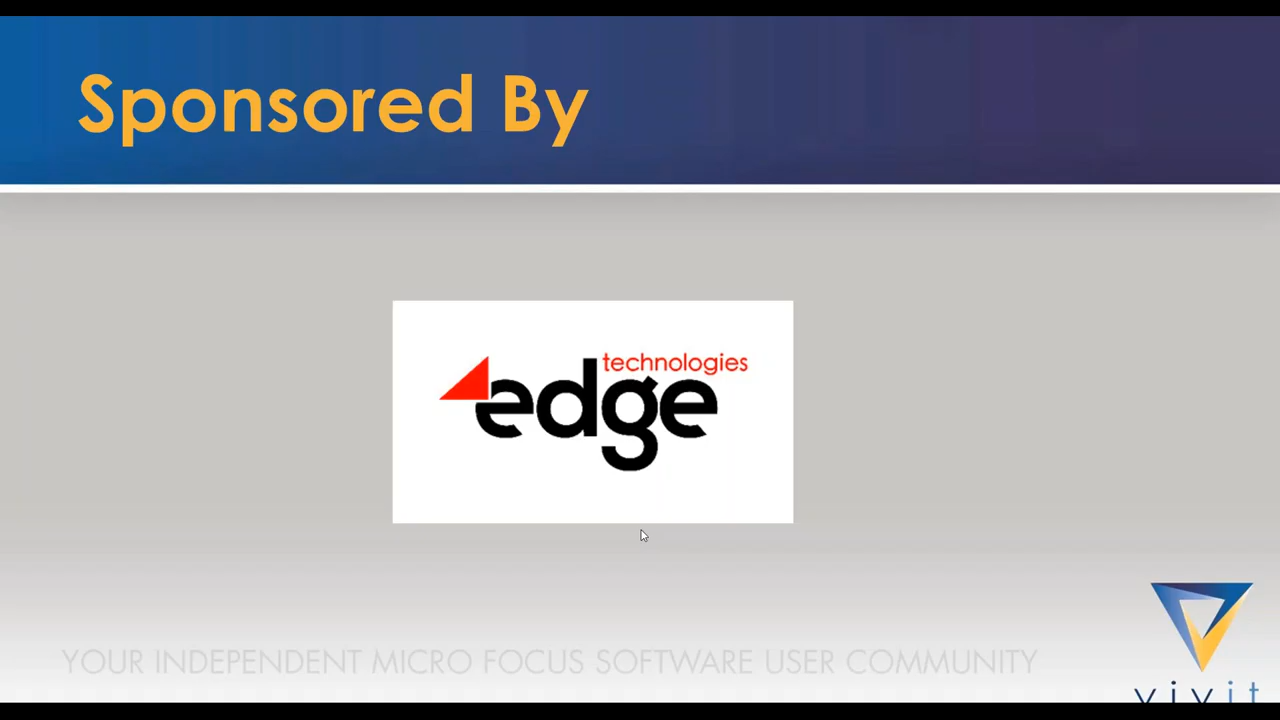 Sponsored By
technologies
edge
YOUR INDEPENDENT MICRO FOCUS SOFTWARE USER COMMUNITY
vivit